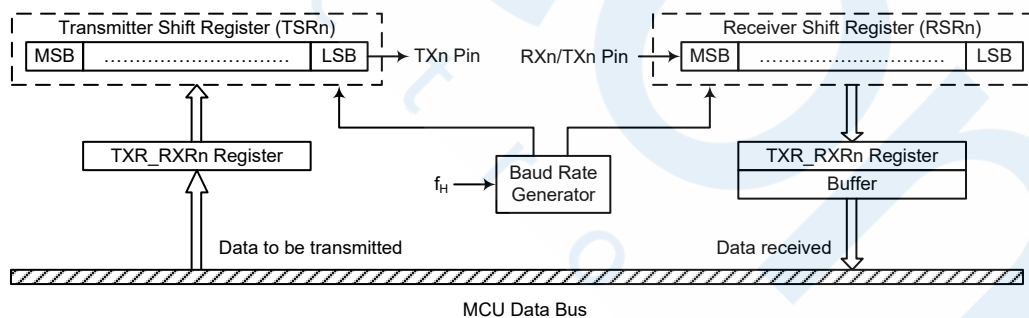 Transmitter Shift Register (TSRn)
MSB ………………………… LSB
TXn Pin
RXn/TXn Pin
Receiver Shift Register (RSRn)
MSB ………………………… LSB
TXR_RXRn Register
fH
Baud Rate
Generator
TXR_RXRn Register
Buffer
Data to be transmitted
Data received
MCU Data Bus